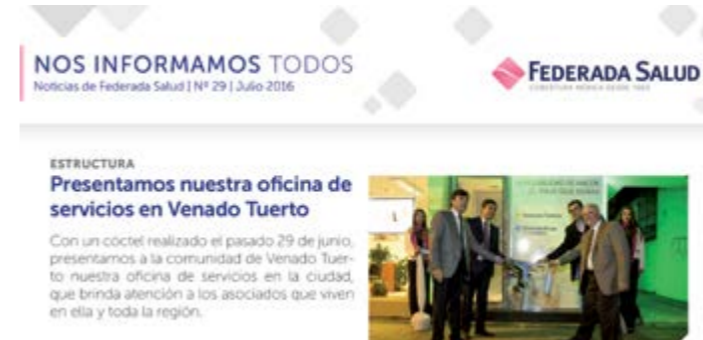 NOS INFORMAMOS TODOS
Noticias de Federada Salud | Nº 29 | Julio 2016
FEDERADA SALUD
COBERTURA MÉDICA DESDE
ESTRUCTURA
Presentamos nuestra oficina de
servicios en Venado Tuerto
Con un cóctel realizado el pasado 29 de junio,
presentamos a la comunidad de Venado Tuer-
to nuestra oficina de servicios en la ciudad,
que brinda atención a los asociados que viven
en ella y toda la región.